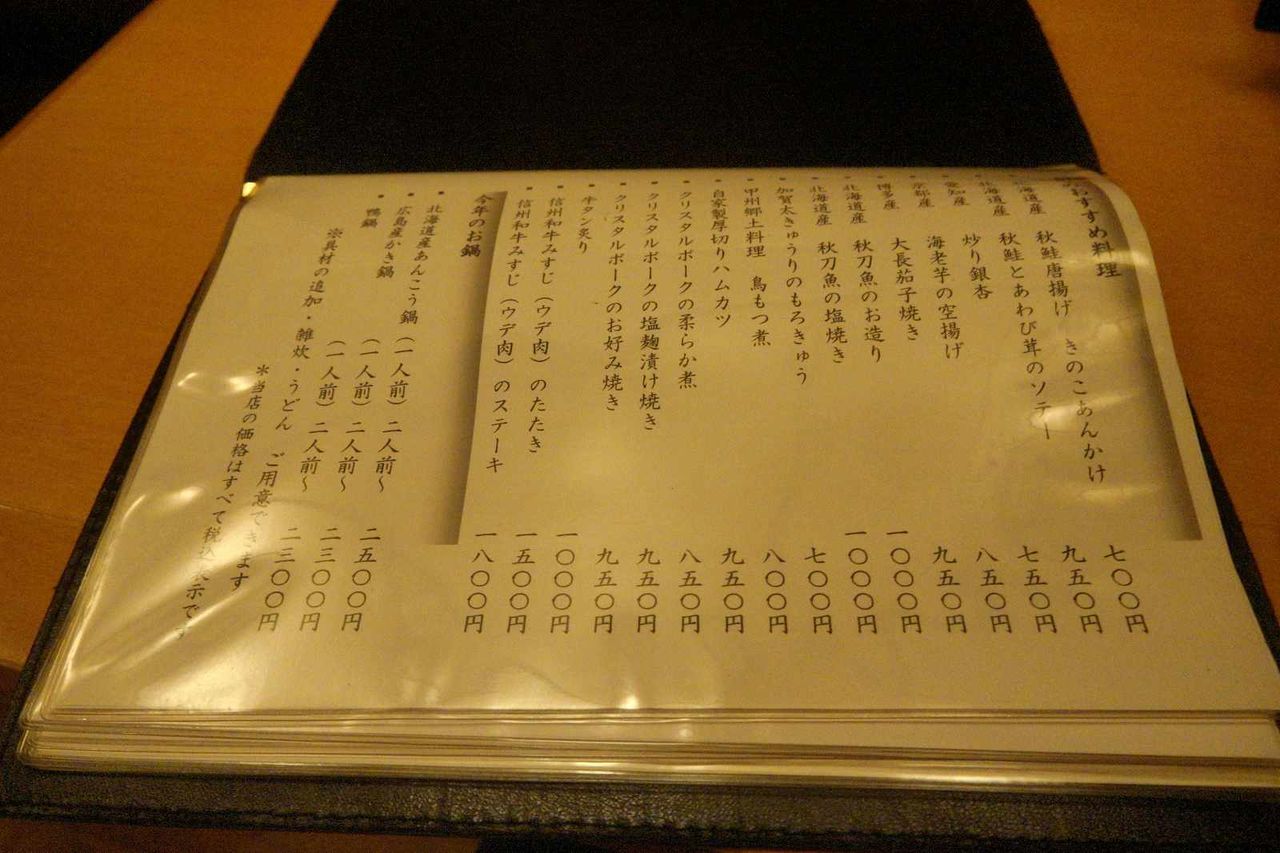 おすすめ料理
・北海道産 秋鮭唐揚げ きのこあんかけ 七〇〇円
・北海道産 秋鮭とあわび茸のソテー 九五〇円
・愛知産 炒り銀杏 七五〇円
・京都産 海老芋の空揚げ 八五〇円
・博多産 大長茄子焼き 九五〇円
・北海道産 秋刀魚のお造り 一〇〇〇円
・北海道産 秋刀魚の塩焼き 一〇〇〇円
・加賀太きゅうりのもろきゅう 七〇〇円
・甲州郷土料理 鳥もつ煮 八〇〇円
・自家製厚切りハムカツ 九五〇円
・クリスタルポークの柔らか煮 八五〇円
・クリスタルポークの塩麹漬け焼き 九五〇円
・クリスタルポークのお好み焼き 九五〇円
・牛タン炙り 一〇〇〇円
・信州和牛みすじ（ウデ肉）のたたき 一五〇〇円
・信州和牛みすじ（ウデ肉）のステーキ 一八〇〇円
今年のお鍋
・北海道産あんこう鍋（一人前）二人前～ 二五〇〇円
・広島産かき鍋（一人前）二人前～ 二三〇〇円
・鴨鍋（一人前）二人前～ 二三〇〇円
崇具材の追加・雑炊・うどん ご用意できます
＊当店の価格はすべて税込表示です